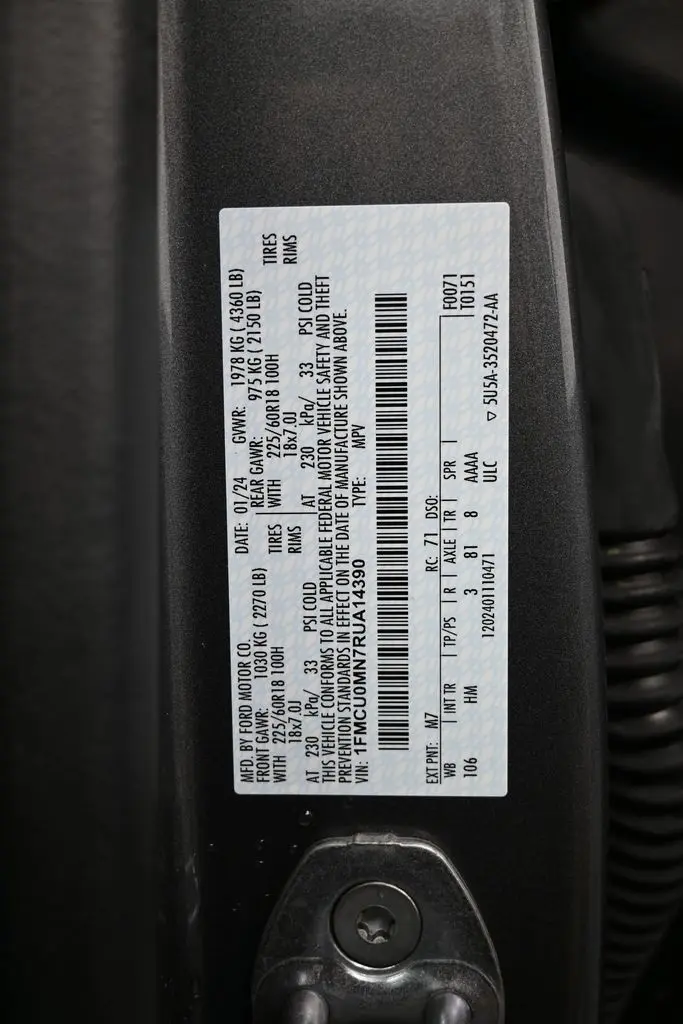 MFD. BY FORD MOTOR CO.
DATE: 01/24 GVWR: 1978 KG ( 4360 LB)
FRONT GAWR: 1030 KG ( 2270 LB) REAR GAWR: 975 KG ( 2150 LB)
WITH 225/60R18 100H TIRES WITH 225/60R18 100H TIRES
18x7.0J RIMS 18x7.0J RIMS
AT 230 kPa/ 33 PSI COLD AT 230 kPa/ 33 PSI COLD
THIS VEHICLE CONFORMS TO ALL APPLICABLE FEDERAL MOTOR VEHICLE SAFETY AND THEFT
PREVENTION STANDARDS IN EFFECT ON THE DATE OF MANUFACTURE SHOWN ABOVE.
VIN: 1FMCU0MN7RUA14390 TYPE: MPV
EXT PNT: M7 RC: 71 DSO: F0071
WB INT TR TP/PS R AXLE TR SPR T0151
106 HM 3 81 8 AAAA
1202401110471 ULC ▽ 5U5A-3520472-AA